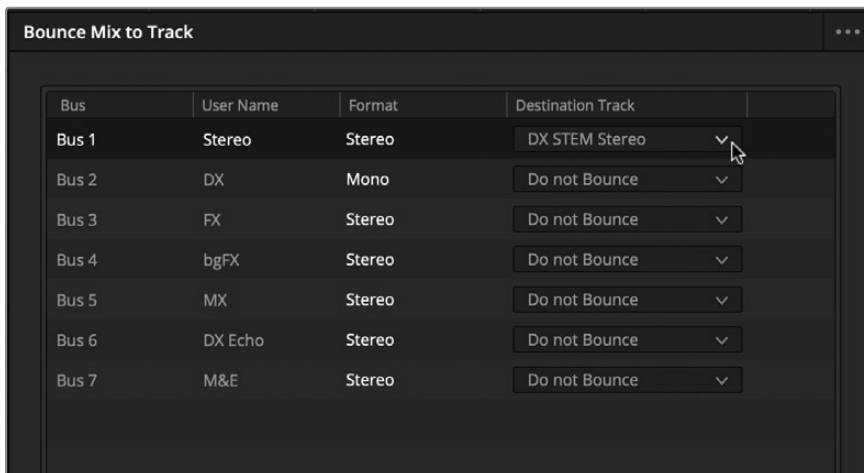 Bounce Mix to Track
Bus User Name Format Destination Track
Bus 1 Stereo Stereo DX STEM Stereo
Bus 2 DX Mono Do not Bounce
Bus 3 FX Stereo Do not Bounce
Bus 4 bgFX Stereo Do not Bounce
Bus 5 MX Stereo Do not Bounce
Bus 6 DX Echo Stereo Do not Bounce
Bus 7 M&E Stereo Do not Bounce